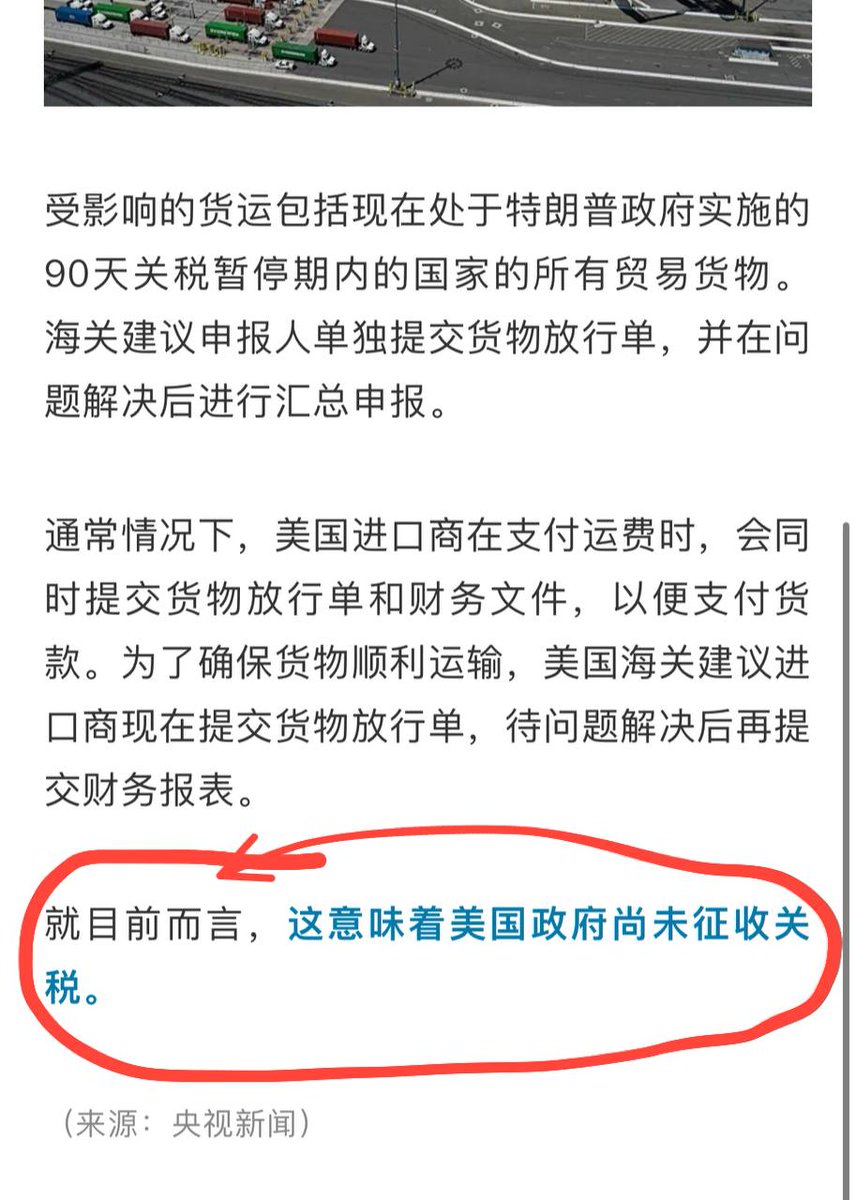 受影响的货运包括现在处于特朗普政府实施的
90天关税暂停期内的国家的所有贸易货物。
海关建议申报人单独提交货物放行单，并在问
题解决后进行汇总申报。
通常情况下，美国进口商在支付运费时，会同
时提交货物放行单和财务文件，以便支付货
款。为了确保货物顺利运输，美国海关建议进
口商现在提交货物放行单，待问题解决后再提
交财务报表。
就目前而言，这意味着美国政府尚未征收关
税。
（来源：央视新闻）